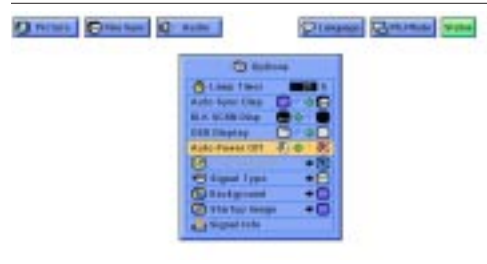 Picture Fine Sync Audio Language PRJ Mode Status
Options
Lamp Timer h
Auto Sync Disp
BLK SCRN Disp
OSD Display
Auto Power Off
Signal Type
Background
Startup Image
Signal Info